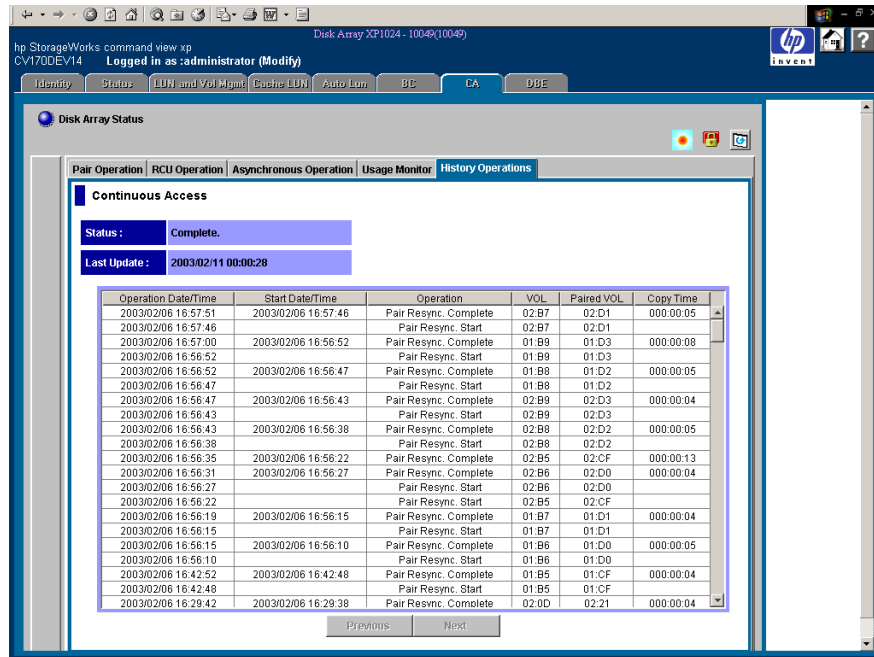 Disk Array XP1024 - 10049(10049)
hp StorageWorks command view xp
CV170DEV14 Logged in as :administrator (Modify)
hp
invent
?
Identity Status LUN and Vol Mgmt Cache LUN Auto Lun BC CA DBE
Disk Array Status
Pair Operation RCU Operation Asynchronous Operation Usage Monitor History Operations
Continuous Access
Status : Complete.
Last Update : 2003/02/11 00:00:28
Operation Date/Time Start Date/Time Operation VOL Paired VOL Copy Time
2003/02/06 16:57:51 2003/02/06 16:57:46 Pair Resync. Complete 02:B7 02:D1 000:00:05
2003/02/06 16:57:46 Pair Resync. Start 02:B7 02:D1
2003/02/06 16:57:00 2003/02/06 16:56:52 Pair Resync. Complete 01:B9 01:D3 000:00:08
2003/02/06 16:56:52 Pair Resync. Start 01:B9 01:D3
2003/02/06 16:56:52 2003/02/06 16:56:47 Pair Resync. Complete 01:B8 01:D2 000:00:05
2003/02/06 16:56:47 Pair Resync. Start 01:B8 01:D2
2003/02/06 16:56:47 2003/02/06 16:56:43 Pair Resync. Complete 02:B9 02:D3 000:00:04
2003/02/06 16:56:43 Pair Resync. Start 02:B9 02:D3
2003/02/06 16:56:43 2003/02/06 16:56:38 Pair Resync. Complete 02:B8 02:D2 000:00:05
2003/02/06 16:56:38 Pair Resync. Start 02:B8 02:D2
2003/02/06 16:56:35 2003/02/06 16:56:22 Pair Resync. Complete 02:B5 02:CF 000:00:13
2003/02/06 16:56:31 2003/02/06 16:56:27 Pair Resync. Complete 02:B6 02:D0 000:00:04
2003/02/06 16:56:27 Pair Resync. Start 02:B6 02:D0
2003/02/06 16:56:22 Pair Resync. Start 02:B5 02:CF
2003/02/06 16:56:19 2003/02/06 16:56:15 Pair Resync. Complete 01:B7 01:D1 000:00:04
2003/02/06 16:56:15 Pair Resync. Start 01:B7 01:D1
2003/02/06 16:56:15 2003/02/06 16:56:10 Pair Resync. Complete 01:B6 01:D0 000:00:05
2003/02/06 16:56:10 Pair Resync. Start 01:B6 01:D0
2003/02/06 16:42:52 2003/02/06 16:42:48 Pair Resync. Complete 01:B5 01:CF 000:00:04
2003/02/06 16:42:48 Pair Resync. Start 01:B5 01:CF
2003/02/06 16:29:42 2003/02/06 16:29:38 Pair Resync. Complete 02:0D 02:21 000:00:04
Previous Next